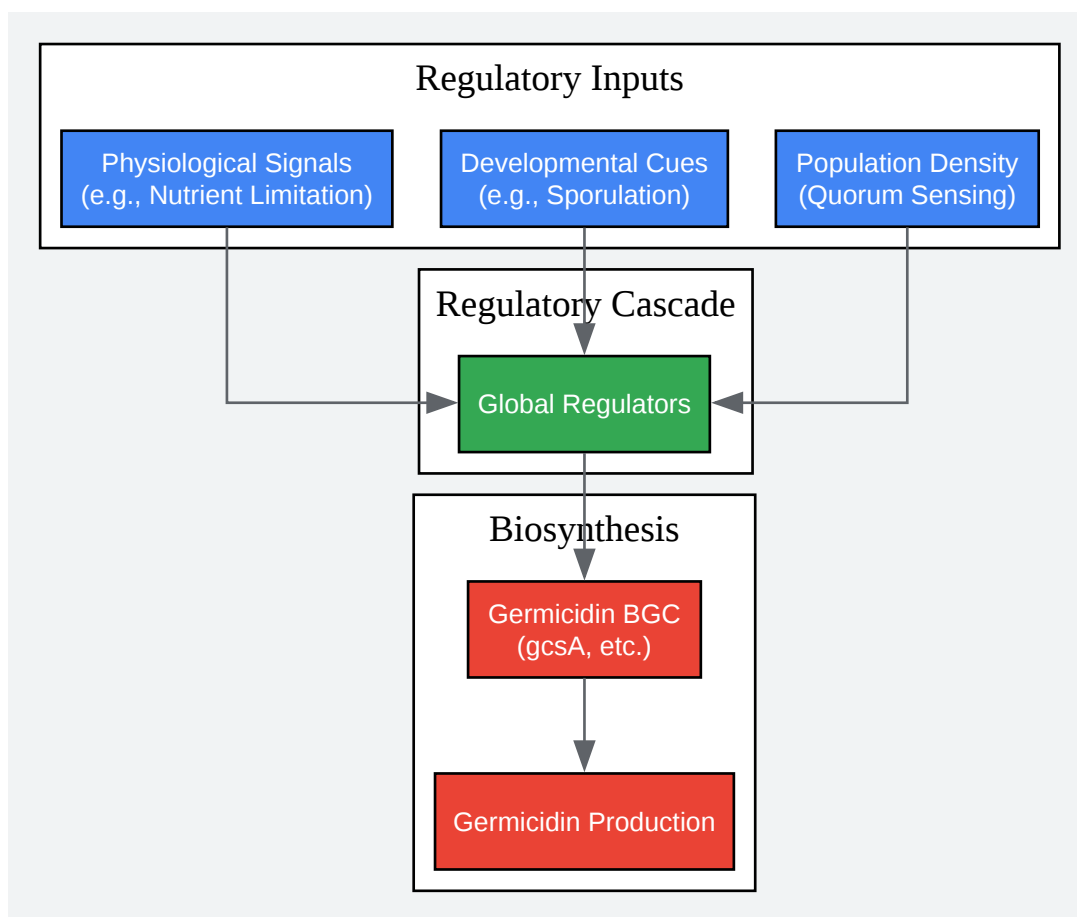 Regulatory Inputs
Physiological Signals
(e.g., Nutrient Limitation)
Developmental Cues
(e.g., Sporulation)
Population Density
(Quorum Sensing)
Regulatory Cascade
Global Regulators
Biosynthesis
Germicidin BGC
(gcsA, etc.)
Germicidin Production